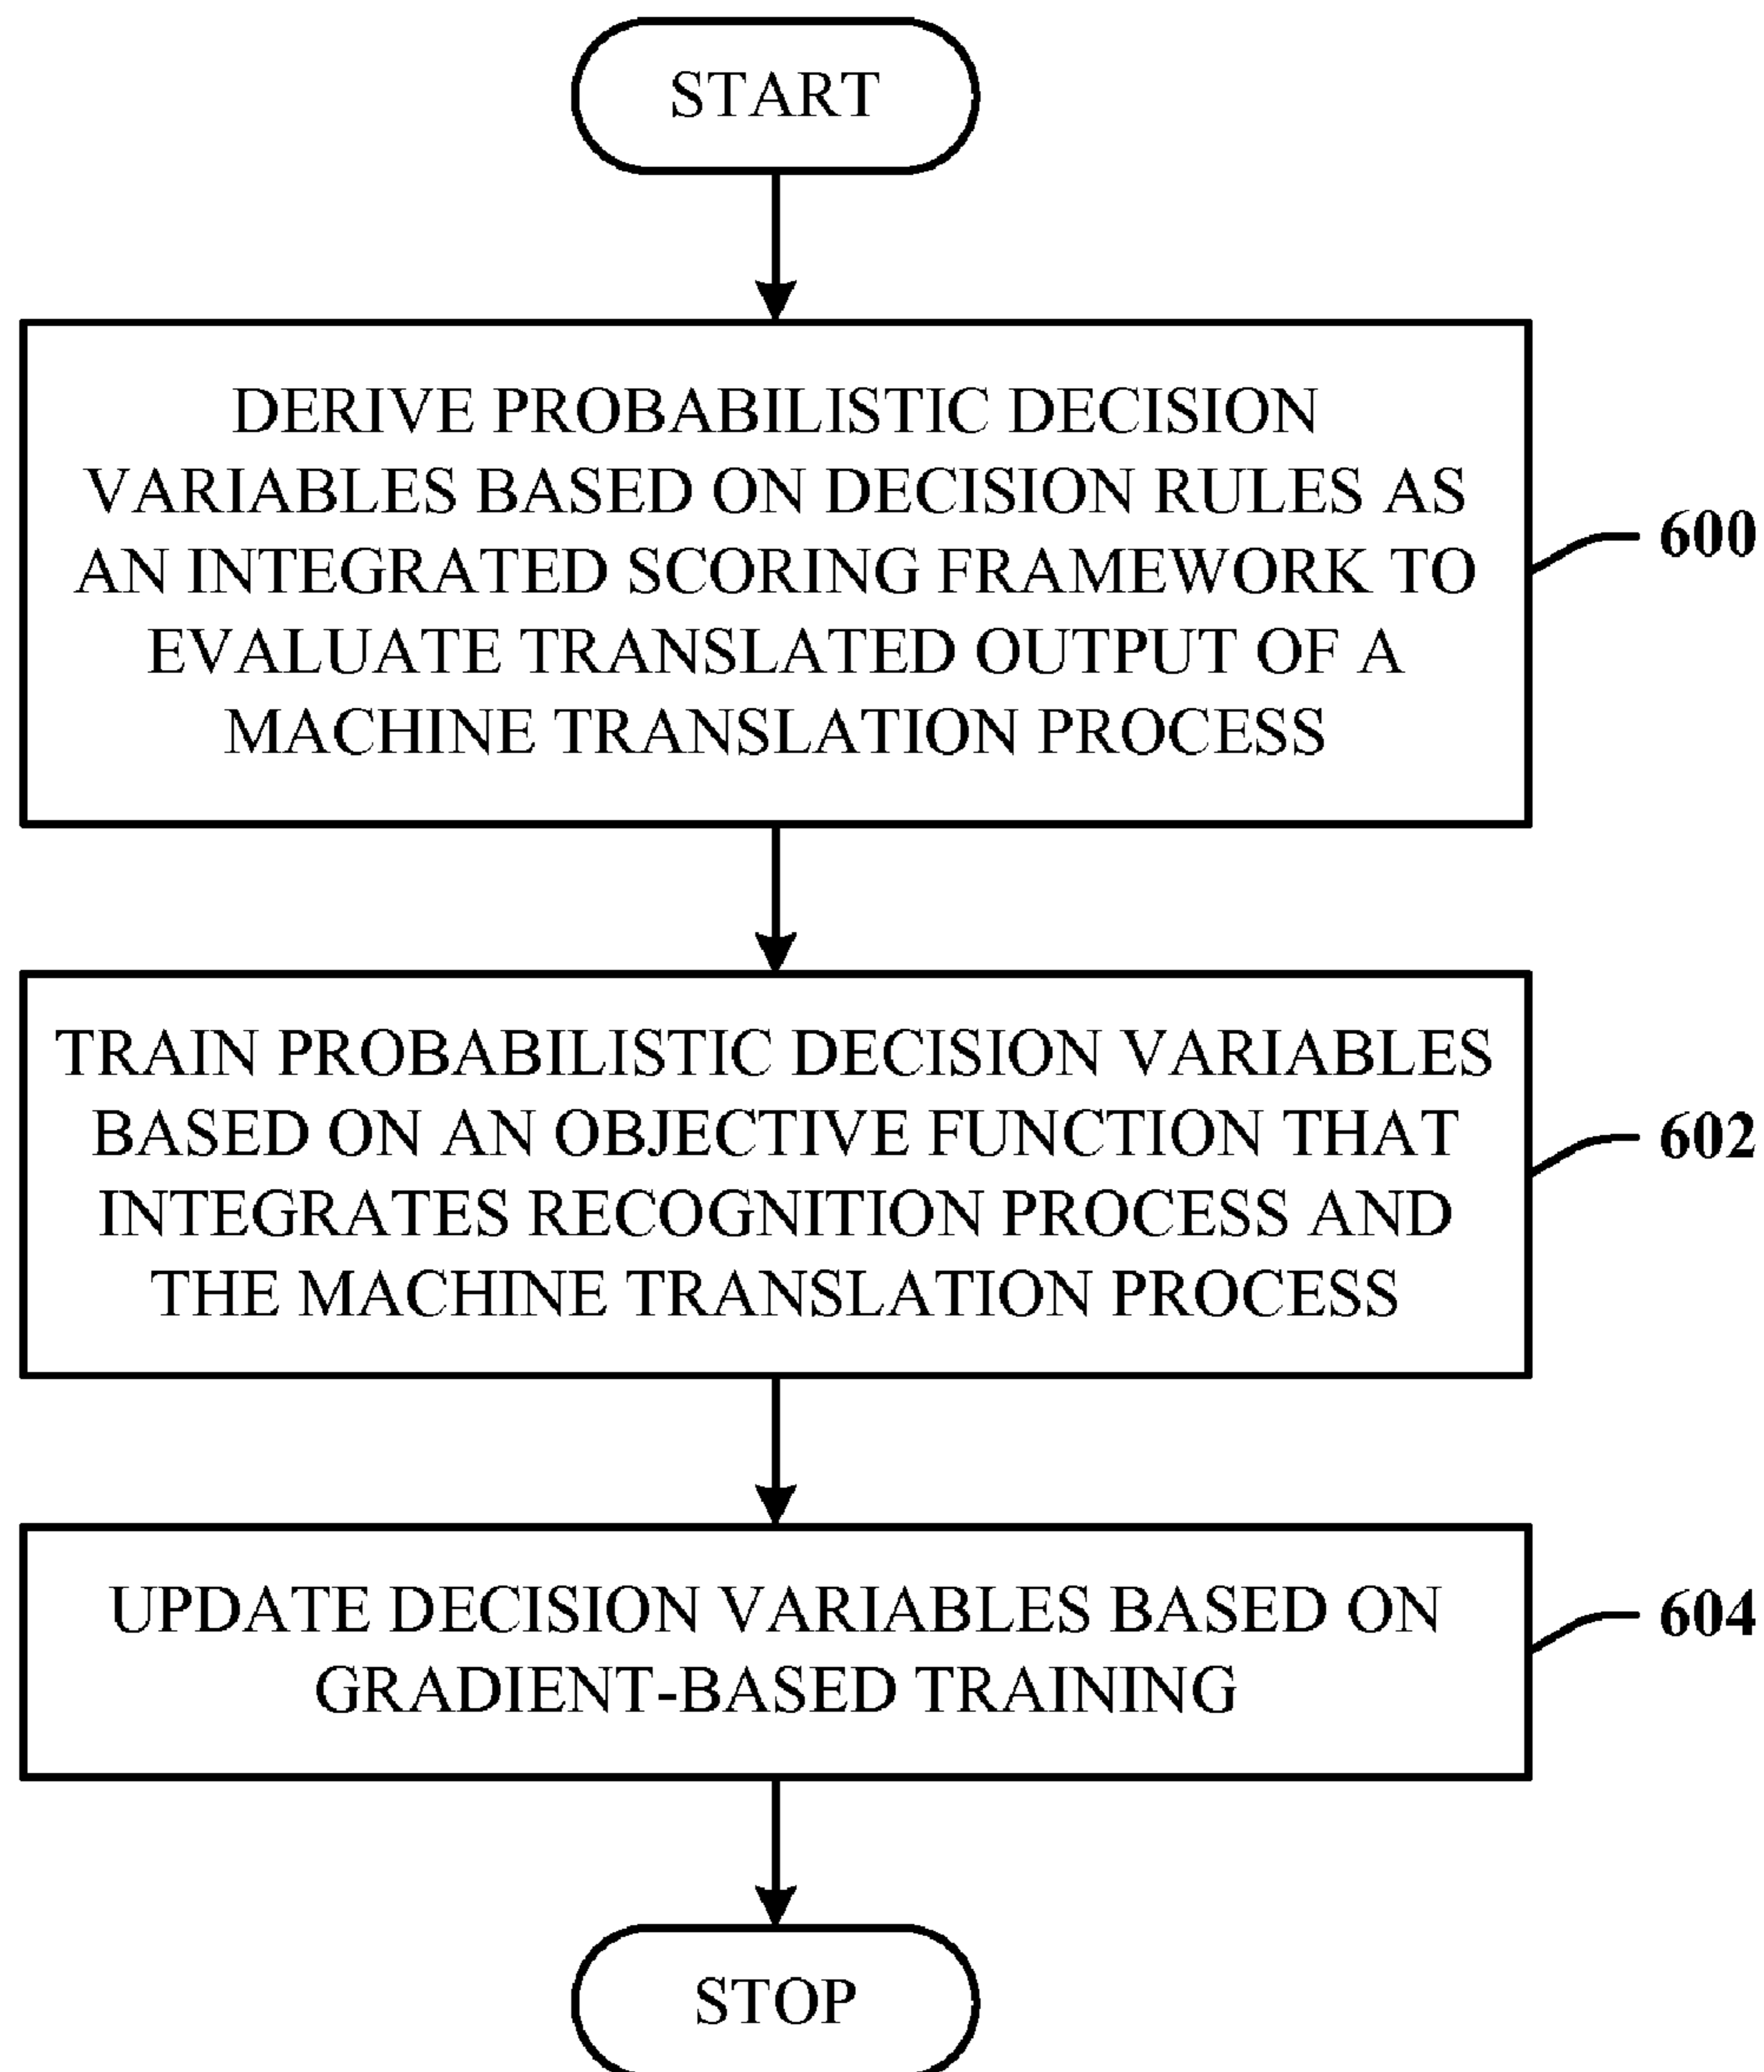 START
DERIVE PROBABILISTIC DECISION
VARIABLES BASED ON DECISION RULES AS
AN INTEGRATED SCORING FRAMEWORK TO
EVALUATE TRANSLATED OUTPUT OF A
MACHINE TRANSLATION PROCESS
600
TRAIN PROBABILISTIC DECISION VARIABLES
BASED ON AN OBJECTIVE FUNCTION THAT
INTEGRATES RECOGNITION PROCESS AND
THE MACHINE TRANSLATION PROCESS
602
UPDATE DECISION VARIABLES BASED ON
GRADIENT-BASED TRAINING
604
STOP